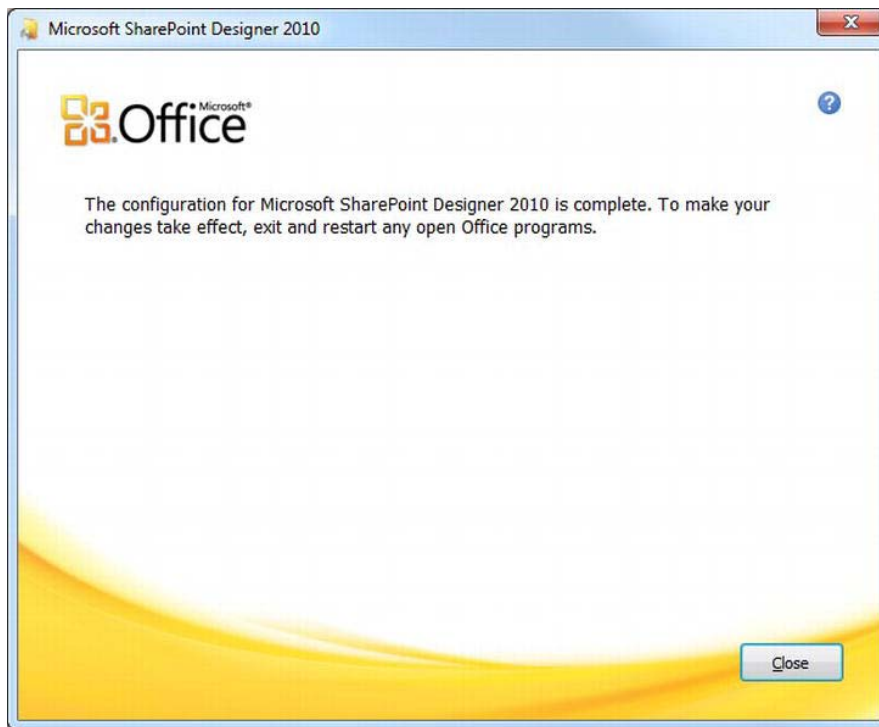 Microsoft SharePoint Designer 2010
Microsoft®
Office
?
The configuration for Microsoft SharePoint Designer 2010 is complete. To make your
changes take effect, exit and restart any open Office programs.
Close